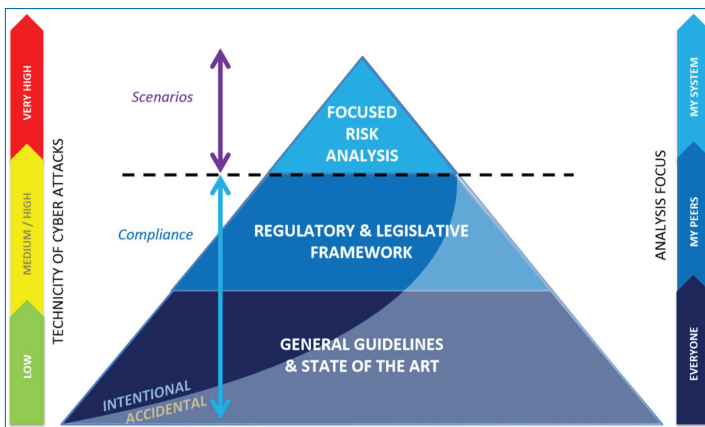 VERY HIGH
MEDIUM / HIGH
LOW
TECHNICITY OF CYBER ATTACKS
Scenarios
Compliance
FOCUSED
RISK
ANALYSIS
REGULATORY & LEGISLATIVE
FRAMEWORK
GENERAL GUIDELINES
& STATE OF THE ART
INTENTIONAL
ACCIDENTAL
ANALYSIS FOCUS
MY SYSTEM
MY PEERS
EVERYONE